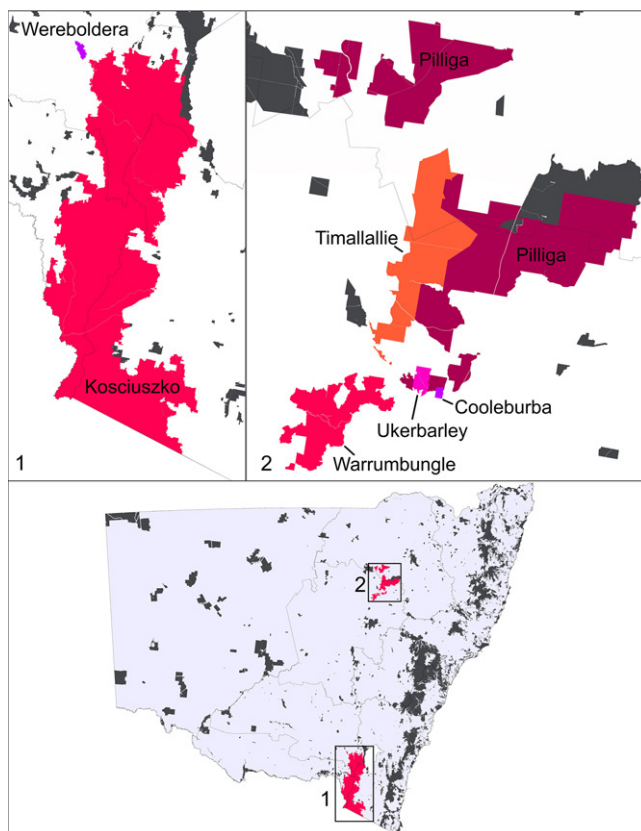 Wereboldera
Kosciuszko
1
Pilliga
Timallallie
Pilliga
Cooleburba
Ukerbarley
Warrumbungle
2
2
1